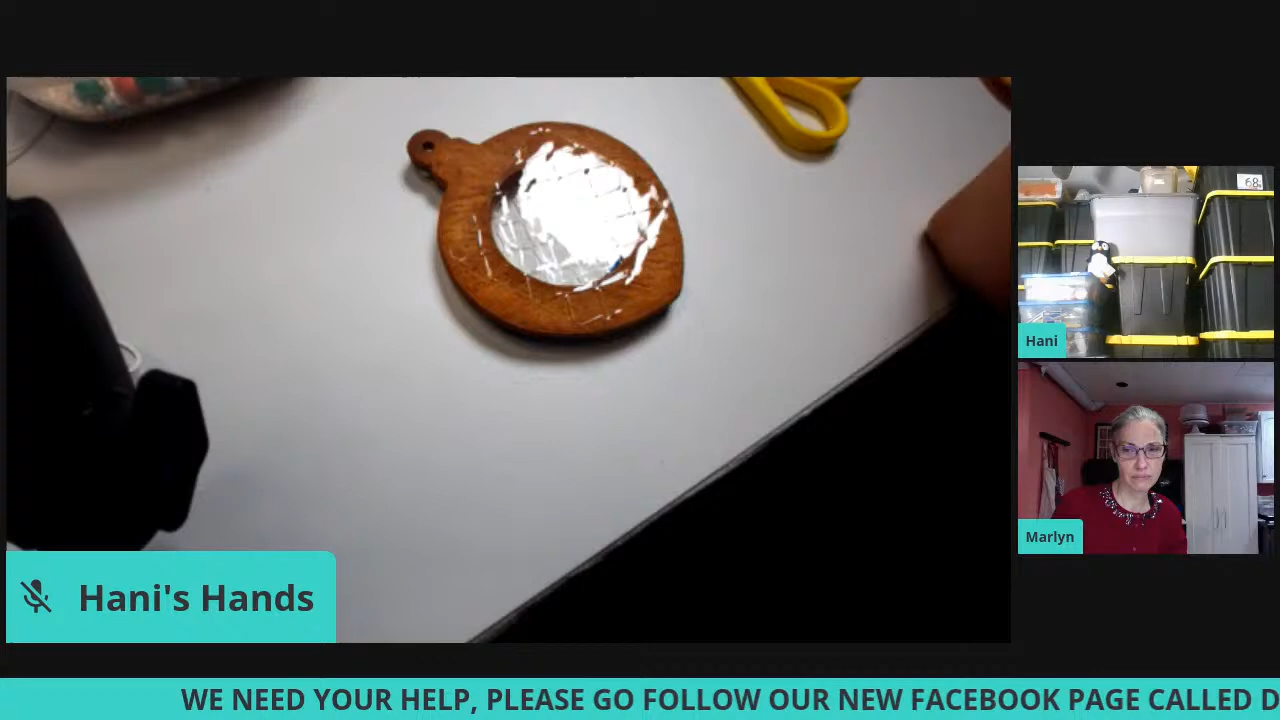 68
Hani
Marlyn
Hani's Hands
WE NEED YOUR HELP, PLEASE GO FOLLOW OUR NEW FACEBOOK PAGE CALLED D